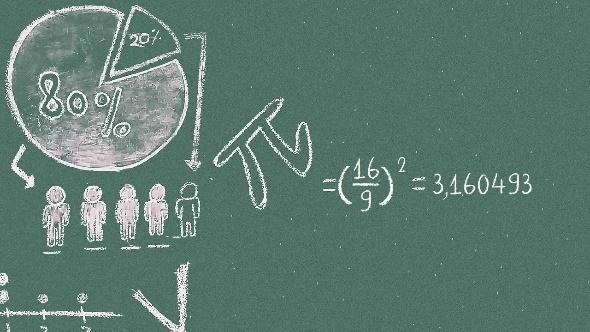 20%
80%
π = (16/9)² = 3,160493